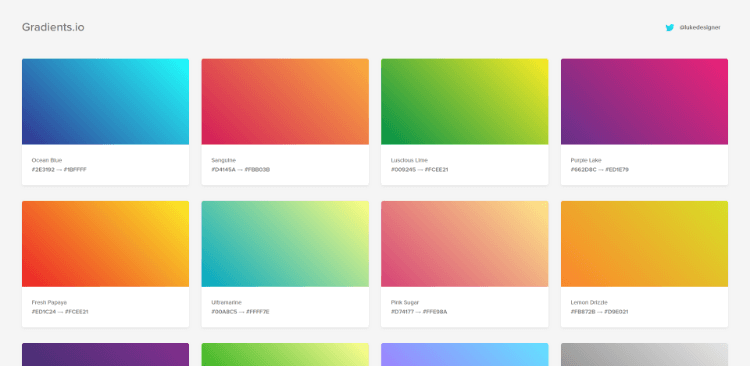 Gradients.io
@lukedesigner
Ocean Blue
#2E3192 → #1BFFFF
Sanguine
#D4145A → #FBB03B
Luscious Lime
#009245 → #FCEE21
Purple Lake
#662D8C → #ED1E79
Fresh Papaya
#ED1C24 → #FCEE21
Ultramarine
#00A8C5 → #FFFF7E
Pink Sugar
#D74177 → #FFE98A
Lemon Drizzle
#FB872B → #D9E021